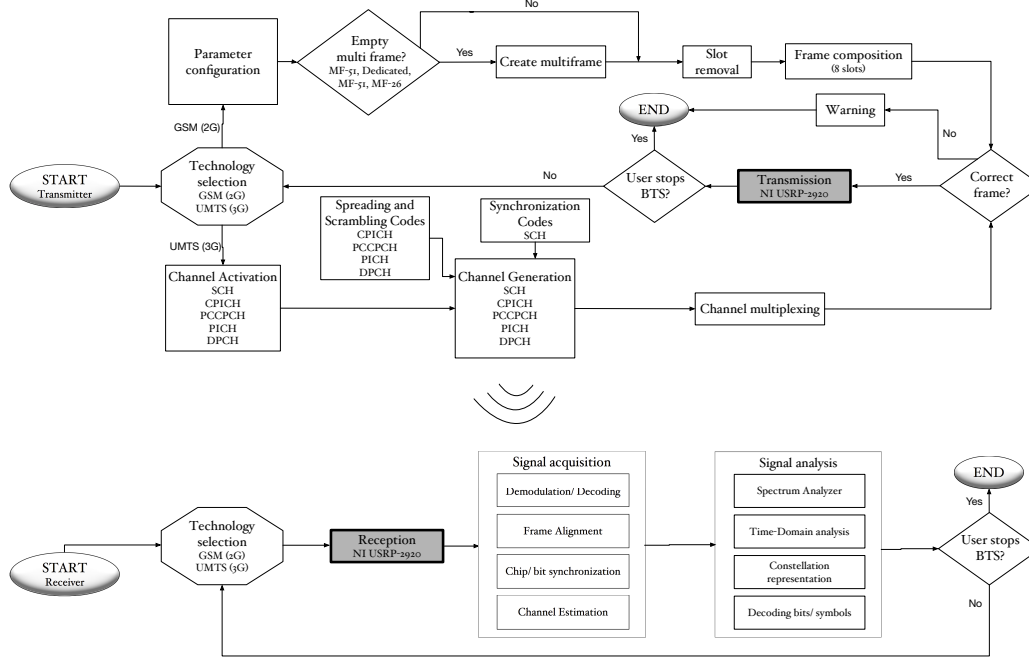 No
Parameter
configuration
Empty
multi frame?
MF-51, Dedicated,
MF-51, MF-26
Yes
Create multiframe
Slot
removal
Frame composition
(8 slots)
GSM (2G)
END
Warning
No
Yes
START
Transmitter
Technology
selection
GSM (2G)
UMTS (3G)
No
User stops
BTS?
Transmission
NI USRP-2920
Yes
Correct
frame?
UMTS (3G)
Spreading and
Scrambling Codes
CPICH
PCCPCH
PICH
DPCH
Synchronization
Codes
SCH
Channel Activation
SCH
CPICH
PCCPCH
PICH
DPCH
Channel Generation
SCH
CPICH
PCCPCH
PICH
DPCH
Channel multiplexing
START
Receiver
Technology
selection
GSM (2G)
UMTS (3G)
Reception
NI USRP-2920
Signal acquisition
Demodulation/ Decoding
Frame Alignment
Chip/ bit synchronization
Channel Estimation
Signal analysis
Spectrum Analyzer
Time-Domain analysis
Constellation
representation
Decoding bits/ symbols
END
Yes
User stops
BTS?
No